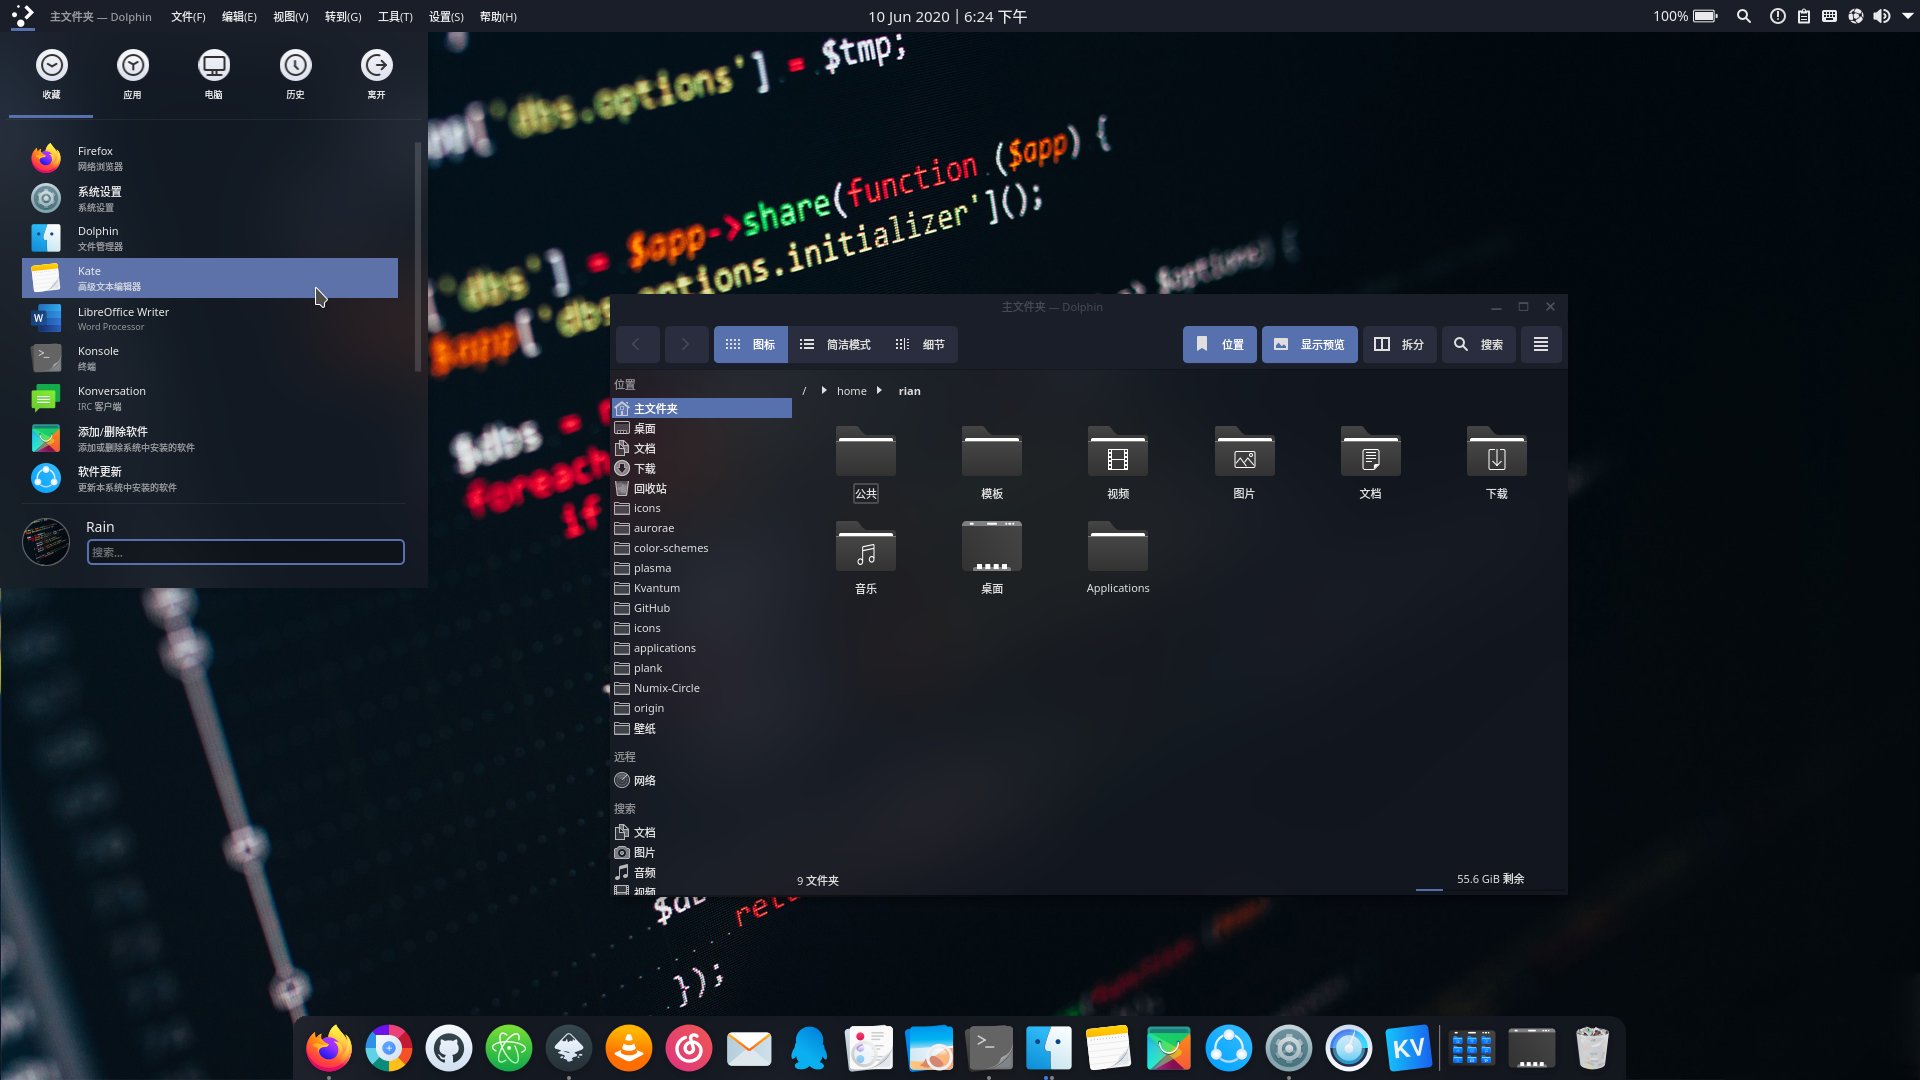 主文件夹 — Dolphin 文件(F) 编辑(E) 视图(V) 转到(G) 工具(T) 设置(S) 帮助(H)
10 Jun 2020 | 6:24 下午
100%
收藏 应用 电脑 历史 离开
Firefox
网络浏览器
系统设置
系统设置
Dolphin
文件管理器
Kate
高级文本编辑器
LibreOffice Writer
Word Processor
Konsole
终端
Konversation
IRC 客户端
添加/删除软件
添加或删除系统中安装的软件
软件更新
更新本系统中安装的软件
Rain
搜索...
['dbs.options'] = $tmp;
$app->share(function ($app) {
['dbs'] = 
options.initializer']();
$app['dbs
$dbs =
foreach
if
});
主文件夹 — Dolphin
图标 简洁模式 细节 位置 显示预览 拆分 搜索
位置
主文件夹
桌面
文档
下载
回收站
icons
aurorae
color-schemes
plasma
Kvantum
GitHub
icons
applications
plank
Numix-Circle
origin
壁纸
远程
网络
搜索
文档
图片
音频
视频
/ home rian
公共 模板 视频 图片 文档 下载
音乐 桌面 Applications
9 文件夹
55.6 GiB 剩余
W
>_
>_
KV